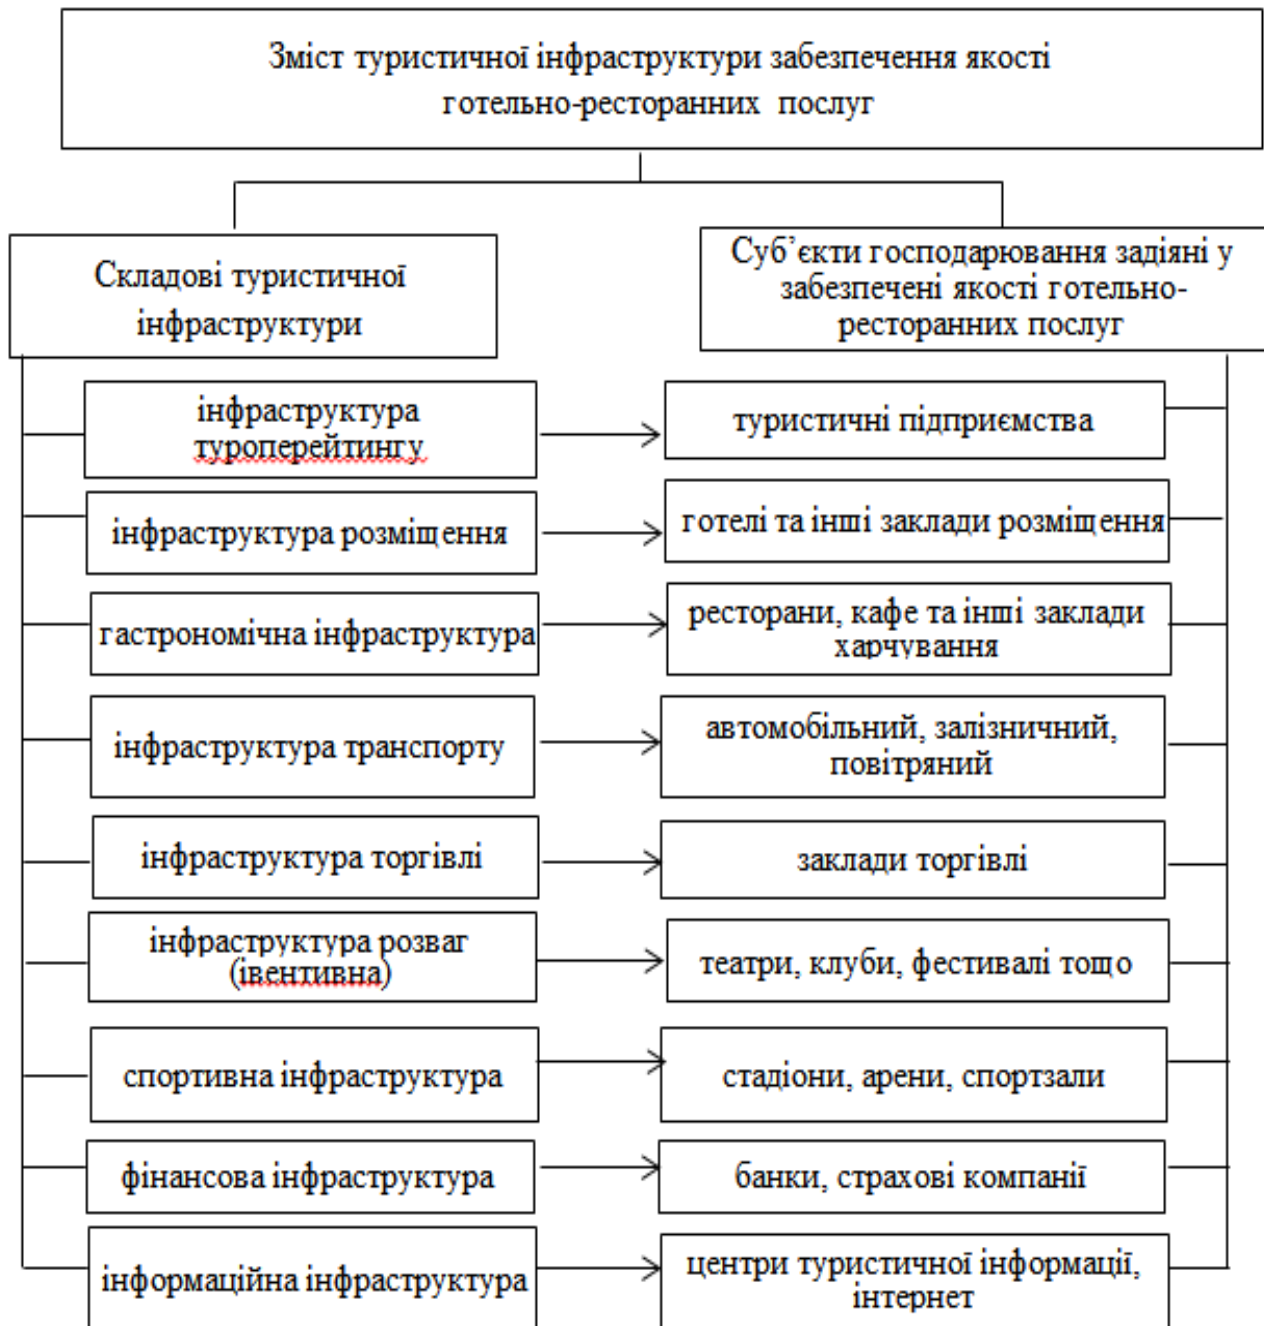 Зміст туристичної інфраструктури забезпечення якості
готельно-ресторанних послуг
Складові туристичної
інфраструктури
Суб’єкти господарювання задіяні у
забезпечені якості готельно-
ресторанних послуг
інфраструктура
туроперейтингу
туристичні підприємства
інфраструктура розміщення
готелі та інші заклади розміщення
гастрономічна інфраструктура
ресторани, кафе та інші заклади
харчування
інфраструктура транспорту
автомобільний, залізничний,
повітряний
інфраструктура торгівлі
заклади торгівлі
інфраструктура розваг
(івентивна)
театри, клуби, фестивалі тощо
спортивна інфраструктура
стадіони, арени, спортзали
фінансова інфраструктура
банки, страхові компанії
інформаційна інфраструктура
центри туристичної інформації,
інтернет